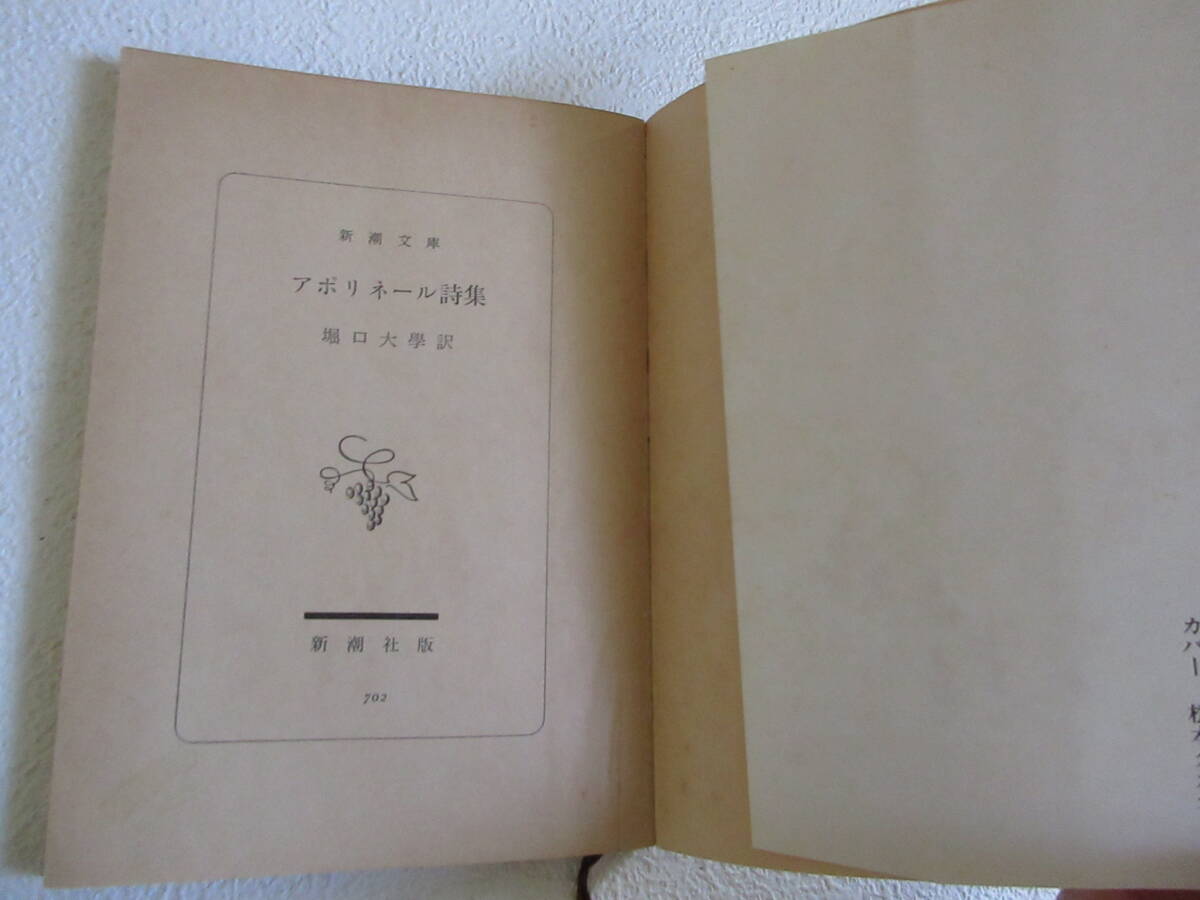 新潮文庫
アポリネール詩集
堀口大學訳
新潮社版
702
カバー